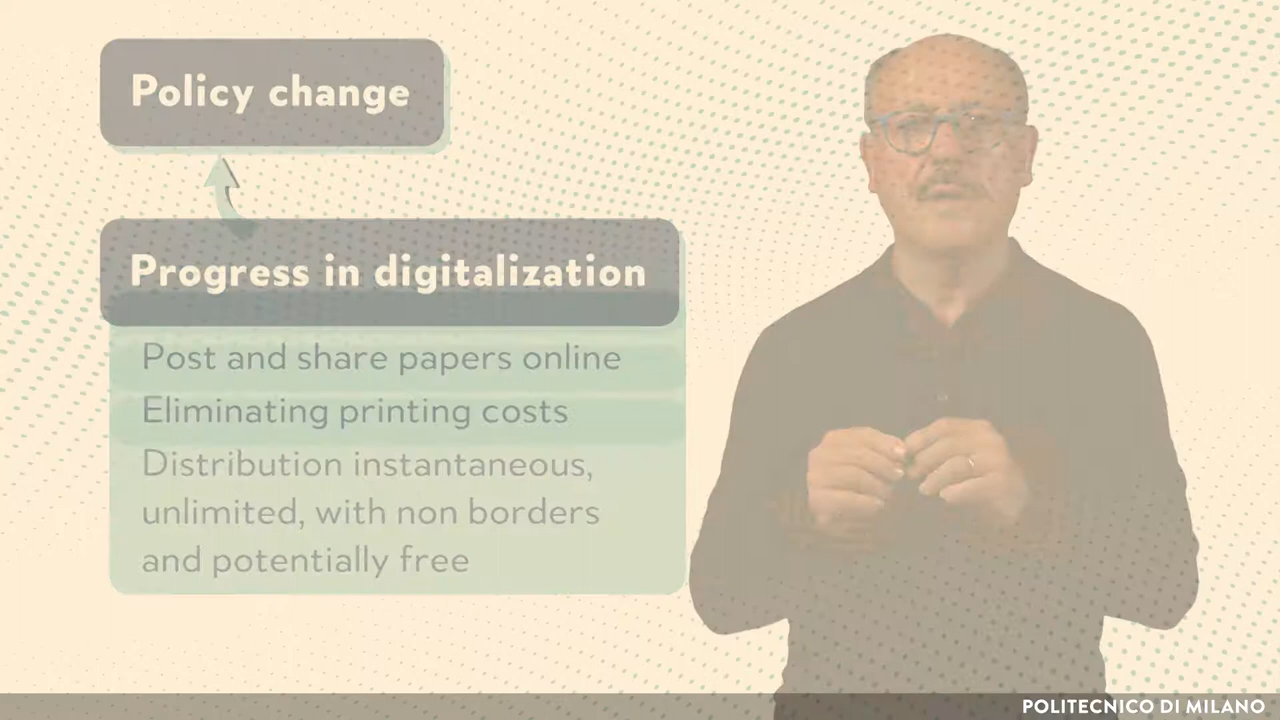 Policy change
Progress in digitalization
Post and share papers online
Eliminating printing costs
Distribution instantaneous,
unlimited, with non borders
and potentially free
POLITECNICO DI MILANO